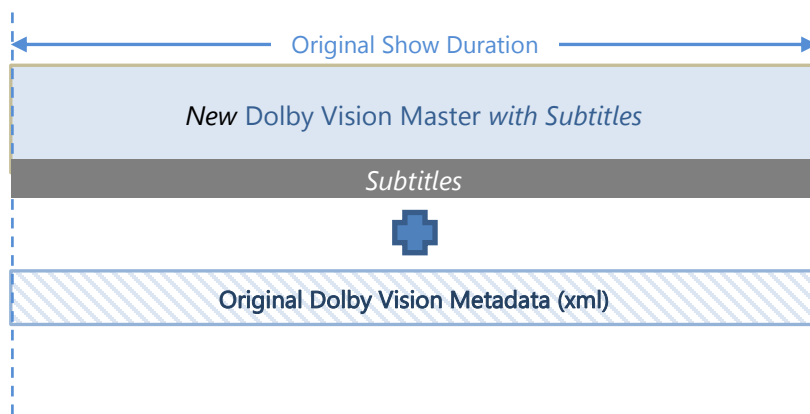 Original Show Duration
New Dolby Vision Master with Subtitles
Subtitles
Original Dolby Vision Metadata (xml)